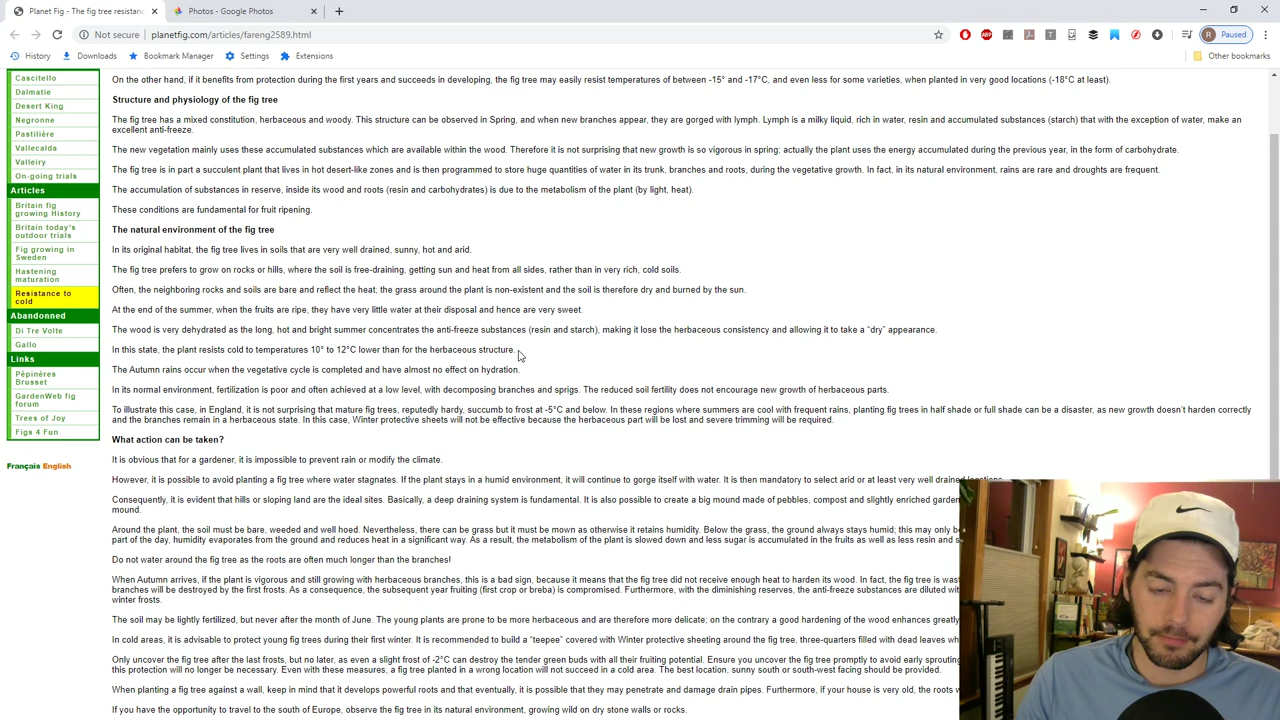 Planet Fig - The fig tree resistanc
Photos - Google Photos
Not secure | planetfig.com/articles/fareng2589.html
Paused
History
Downloads
Bookmark Manager
Settings
Extensions
Other bookmarks
Cascitello
Dalmatie
Desert King
Negronne
Pastilière
Vallecalda
Valleiry
On-going trials
Articles
Britain fig
growing History
Britain today's
outdoor trials
Fig growing in
Sweden
Hastening
maturation
Resistance to
cold
Abandonned
Di Tre Volte
Gallo
Links
Pépinères
Brusset
GardenWeb fig
forum
Trees of Joy
Figs 4 Fun
Français English
On the other hand, if it benefits from protection during the first years and succeeds in developing, the fig tree may easily resist temperatures of between -15° and -17°C, and even less for some varieties, when planted in very good locations (-18°C at least).
Structure and physiology of the fig tree
The fig tree has a mixed constitution, herbaceous and woody. This structure can be observed in Spring, and when new branches appear, they are gorged with lymph. Lymph is a milky liquid, rich in water, resin and accumulated substances (starch) that with the exception of water, make an
excellent anti-freeze.
The new vegetation mainly uses these accumulated substances which are available within the wood. Therefore it is not surprising that new growth is so vigorous in spring; actually the plant uses the energy accumulated during the previous year, in the form of carbohydrate.
The fig tree is in part a succulent plant that lives in hot desert-like zones and is then programmed to store huge quantities of water in its trunk, branches and roots, during the vegetative growth. In fact, in its natural environment, rains are rare and droughts are frequent.
The accumulation of substances in reserve, inside its wood and roots (resin and carbohydrates) is due to the metabolism of the plant (by light, heat).
These conditions are fundamental for fruit ripening.
The natural environment of the fig tree
In its original habitat, the fig tree lives in soils that are very well drained, sunny, hot and arid.
The fig tree prefers to grow on rocks or hills, where the soil is free-draining, getting sun and heat from all sides, rather than in very rich, cold soils.
Often, the neighboring rocks and soils are bare and reflect the heat; the grass around the plant is non-existent and the soil is therefore dry and burned by the sun.
At the end of the summer, when the fruits are ripe, they have very little water at their disposal and hence are very sweet.
The wood is very dehydrated as the long, hot and bright summer concentrates the anti-freeze substances (resin and starch), making it lose the herbaceous consistency and allowing it to take a “dry” appearance.
In this state, the plant resists cold to temperatures 10° to 12°C lower than for the herbaceous structure.
The Autumn rains occur when the vegetative cycle is completed and have almost no effect on hydration.
In its normal environment, fertilization is poor and often achieved at a low level, with decomposing branches and sprigs. The reduced soil fertility does not encourage new growth of herbaceous parts.
To illustrate this case, in England, it is not surprising that mature fig trees, reputedly hardy, succumb to frost at -5°C and below. In these regions where summers are cool with frequent rains, planting fig trees in half shade or full shade can be a disaster, as new growth doesn't harden correctly
and the branches remain in a herbaceous state. In this case, Winter protective sheets will not be effective because the herbaceous part will be lost and severe trimming will be required.
What action can be taken?
It is obvious that for a gardener, it is impossible to prevent rain or modify the climate.
However, it is possible to avoid planting a fig tree where water stagnates. If the plant stays in a humid environment, it will continue to gorge itself with water. It is then mandatory to select arid or at least very well drained locations.
Consequently, it is evident that hills or sloping land are the ideal sites. Basically, a deep draining system is fundamental. It is also possible to create a big mound made of pebbles, compost and slightly enriched garden
mound.
Around the plant, the soil must be bare, weeded and well hoed. Nevertheless, there can be grass but it must be mown as otherwise it retains humidity. Below the grass, the ground always stays humid; this may only be
part of the day, humidity evaporates from the ground and reduces heat in a significant way. As a result, the metabolism of the plant is slowed down and less sugar is accumulated in the fruits as well as less resin and s
Do not water around the fig tree as the roots are often much longer than the branches!
When Autumn arrives, if the plant is vigorous and still growing with herbaceous branches, this is a bad sign, because it means that the fig tree did not receive enough heat to harden its wood. In fact, the fig tree is was
branches will be destroyed by the first frosts. As a consequence, the subsequent year fruiting (first crop or breba) is compromised. Furthermore, with the diminishing reserves, the anti-freeze substances are diluted wit
winter frosts.
The soil may be lightly fertilized, but never after the month of June. The young plants are prone to be more herbaceous and are therefore more delicate; on the contrary a good hardening of the wood enhances greatly
In cold areas, it is advisable to protect young fig trees during their first winter. It is recommended to build a “teepee” covered with Winter protective sheeting around the fig tree, three-quarters filled with dead leaves wh
Only uncover the fig tree after the last frosts, but no later, as even a slight frost of -2°C can destroy the tender green buds with all their fruiting potential. Ensure you uncover the fig tree promptly to avoid early sprouting
this protection will no longer be necessary. Even with these measures, a fig tree planted in a wrong location will not succeed in a cold area. The best location, sunny south or south-west facing should be provided.
When planting a fig tree against a wall, keep in mind that it develops powerful roots and that eventually, it is possible that they may penetrate and damage drain pipes. Furthermore, if your house is very old, the roots w
If you have the opportunity to travel to the south of Europe, observe the fig tree in its natural environment, growing wild on dry stone walls or rocks.